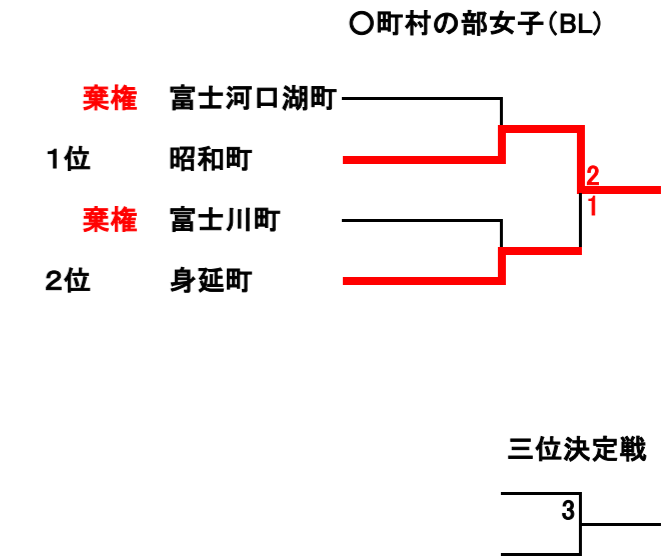 〇町村の部女子(BL)
棄権 富士河口湖町
1位 昭和町
2
棄権 富士川町
1
2位 身延町
三位決定戦
3